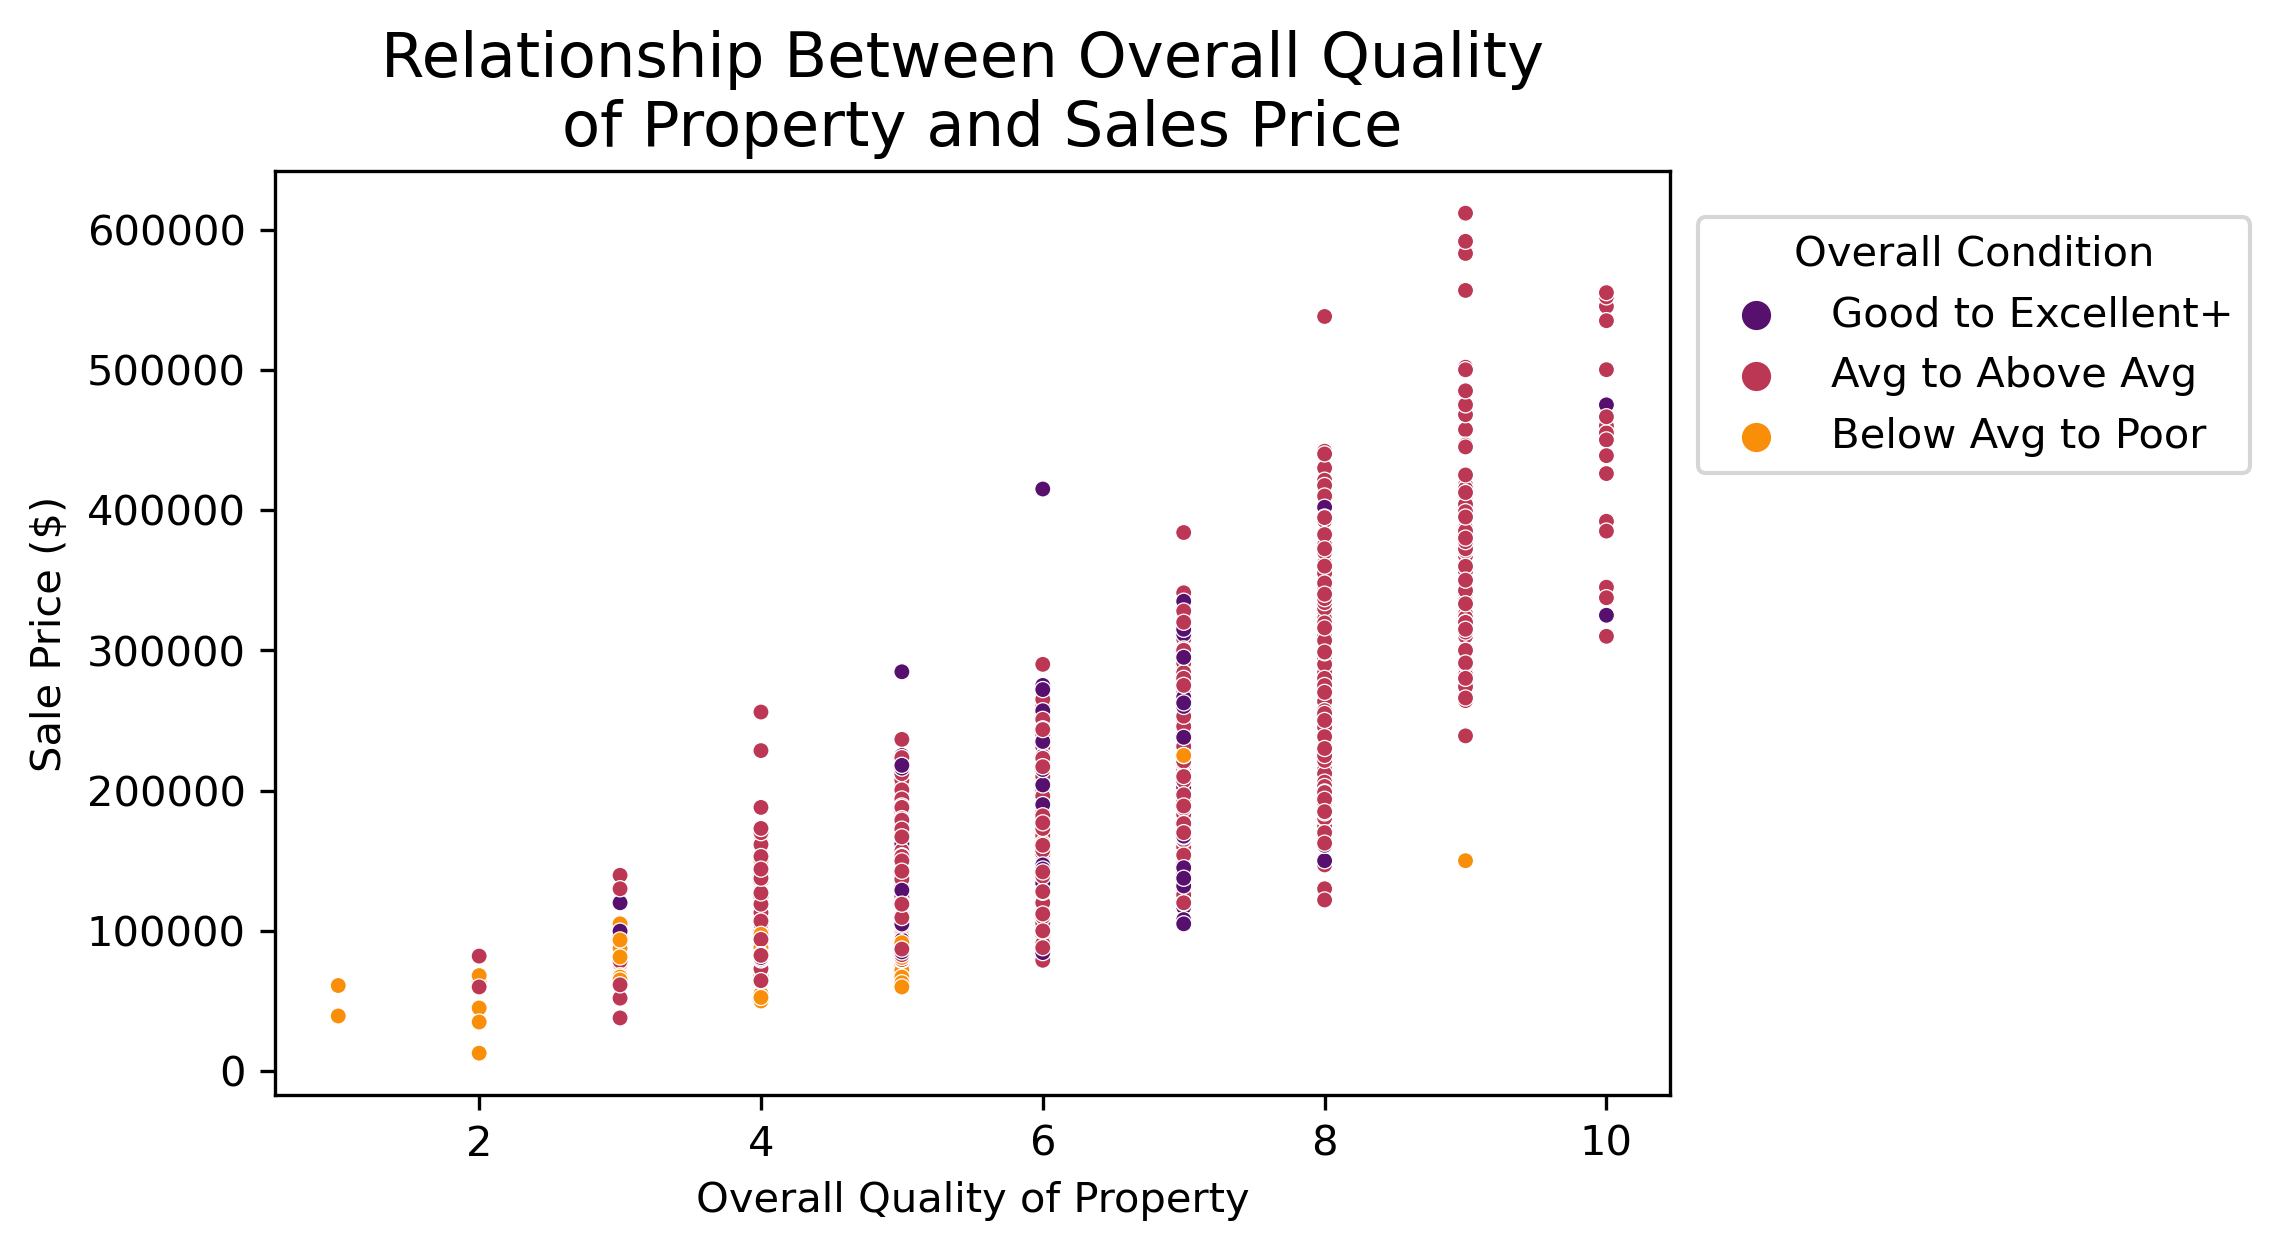 Relationship Between Overall Quality
of Property and Sales Price
600000
500000
400000
300000
200000
100000
0
Sale Price ($)
2
4
6
8
10
Overall Quality of Property
Overall Condition
Good to Excellent+
Avg to Above Avg
Below Avg to Poor